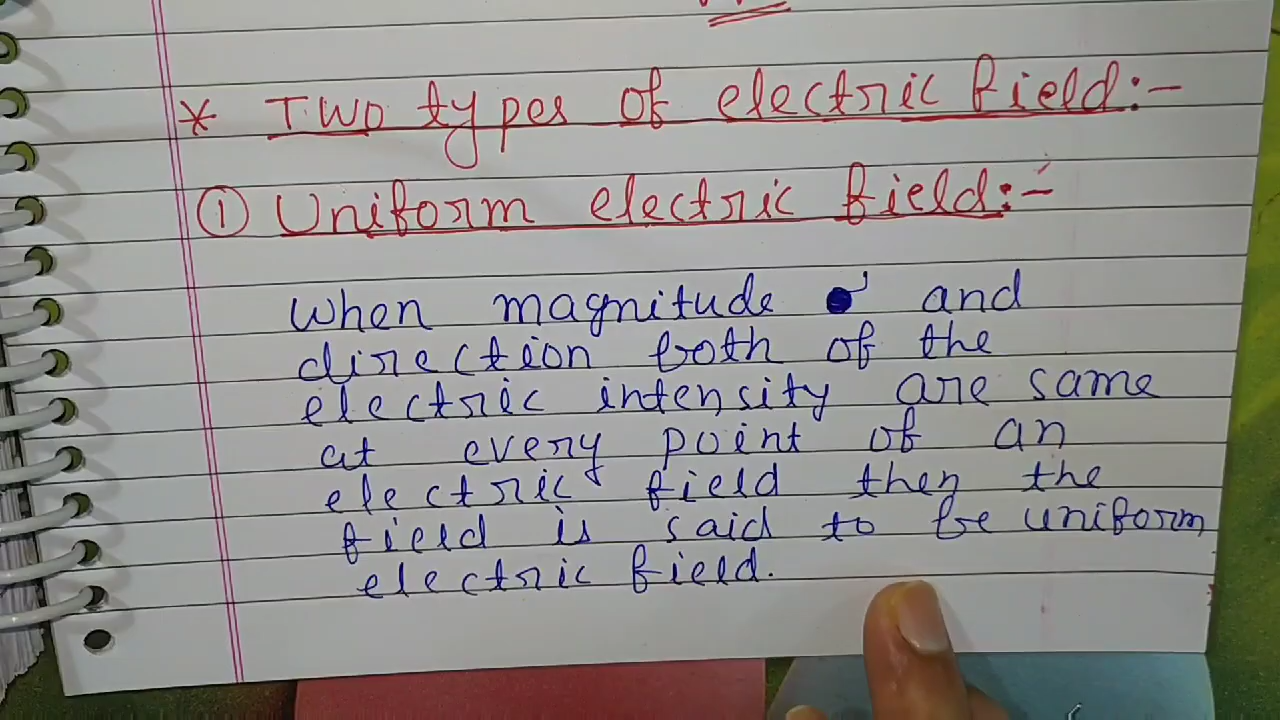 * Two types of electric field:-
① Uniform electric field:-
When magnitude and
direction both of the
electric intensity are same
at every point of an
electric field then the
field is said to be uniform
electric field.